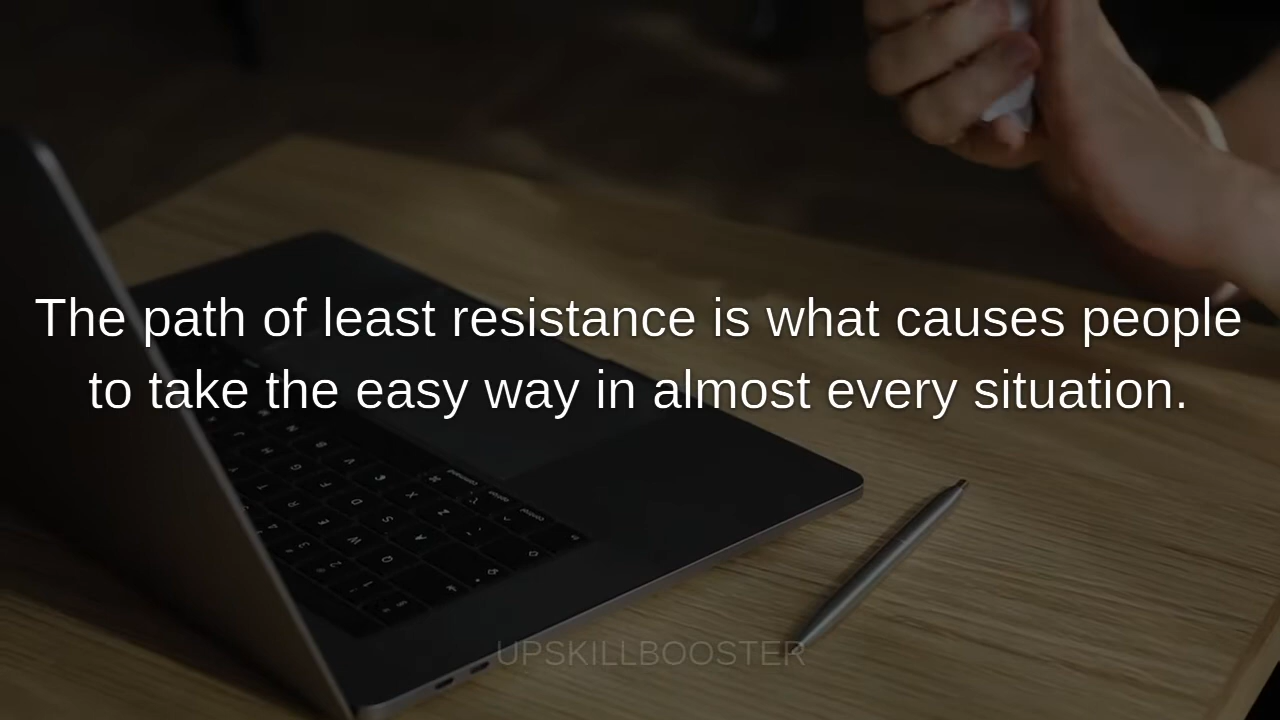 The path of least resistance is what causes people
to take the easy way in almost every situation.
UPSKILLBOOSTER